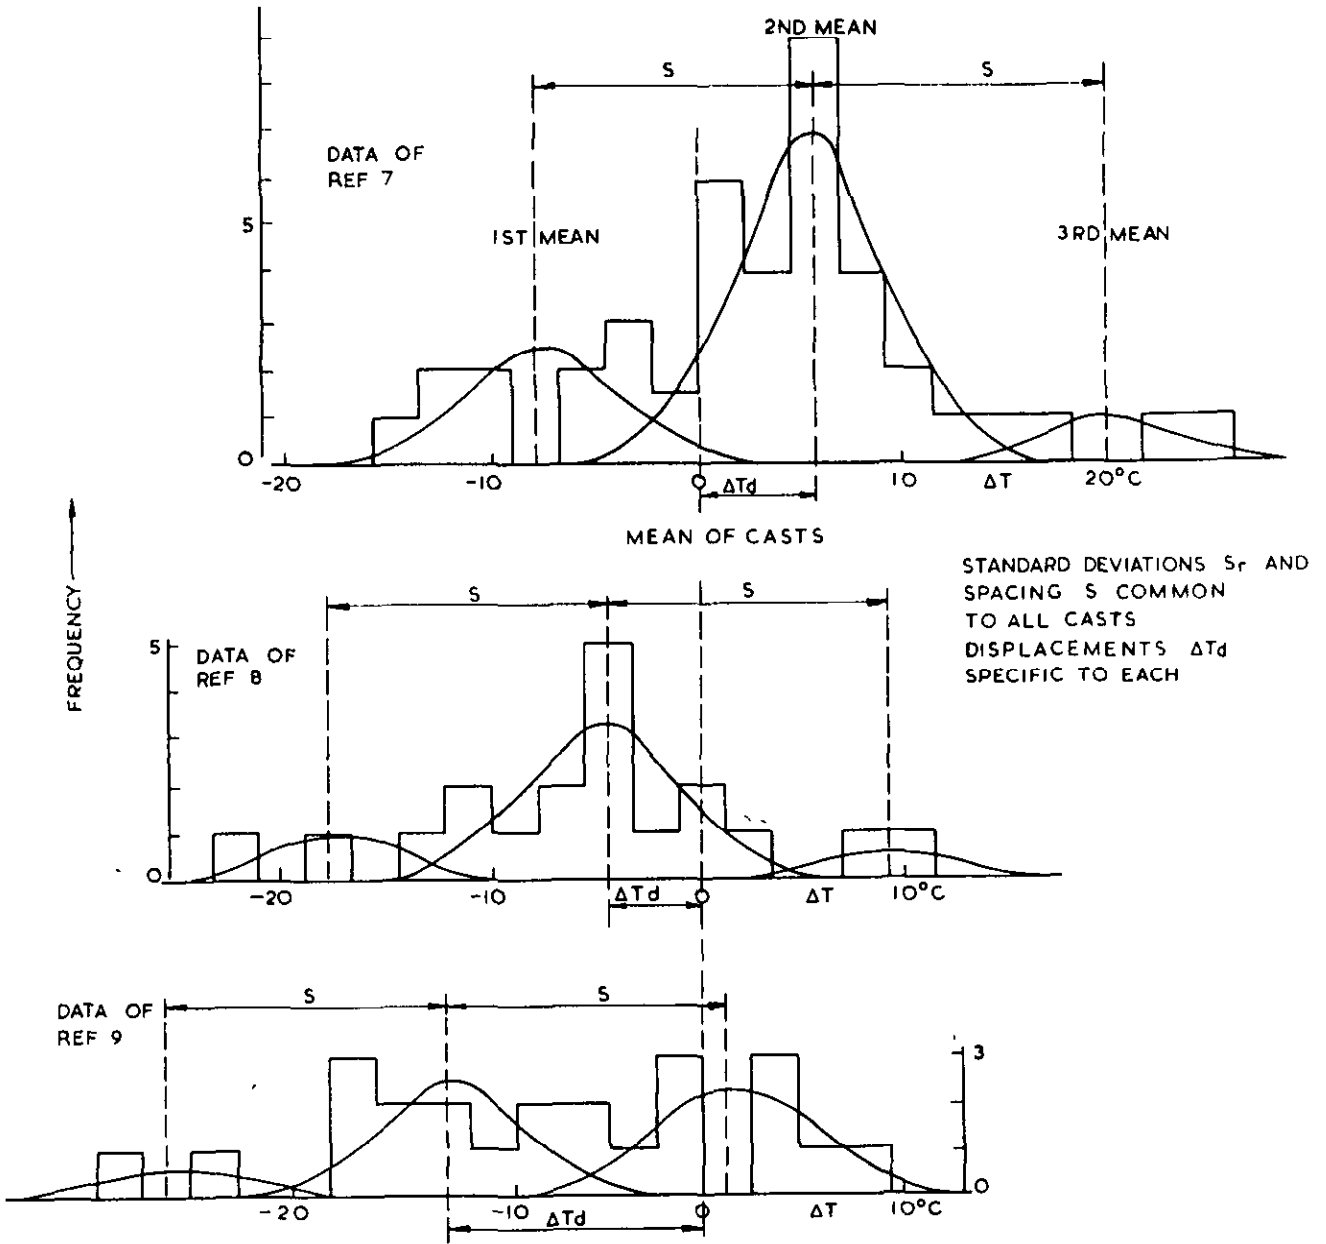 2ND MEAN
S
S
DATA OF
REF 7
5
1ST MEAN
3RD MEAN
0
-20
-10
0
ΔTd
10
ΔT
20°C
MEAN OF CASTS
FREQUENCY
STANDARD DEVIATIONS Sr AND
SPACING S COMMON
TO ALL CASTS
DISPLACEMENTS ΔTd
SPECIFIC TO EACH
S
S
5
DATA OF
REF 8
0
-20
-10
ΔTd
0
ΔT
10°C
DATA OF
REF 9
S
S
3
0
-20
-10
ΔTd
0
ΔT
10°C